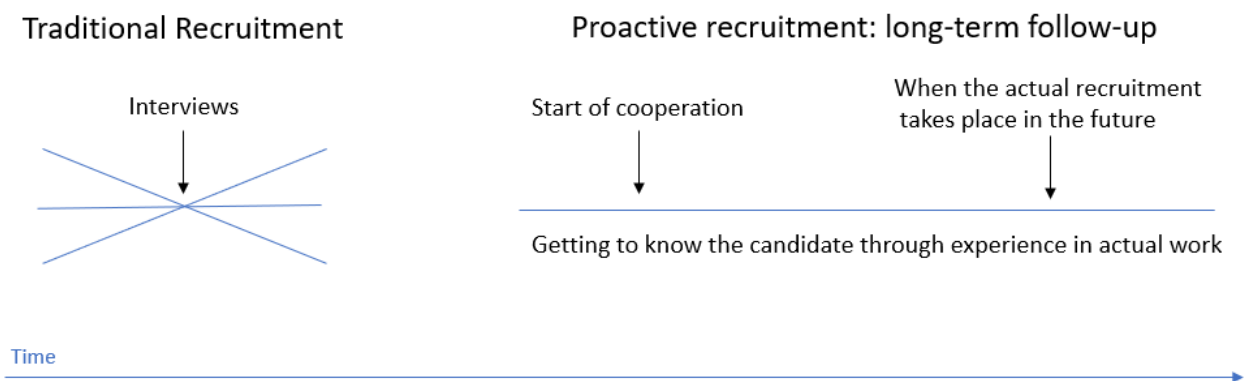 Traditional Recruitment
Interviews
Proactive recruitment: long-term follow-up
Start of cooperation
When the actual recruitment
takes place in the future
Getting to know the candidate through experience in actual work
Time